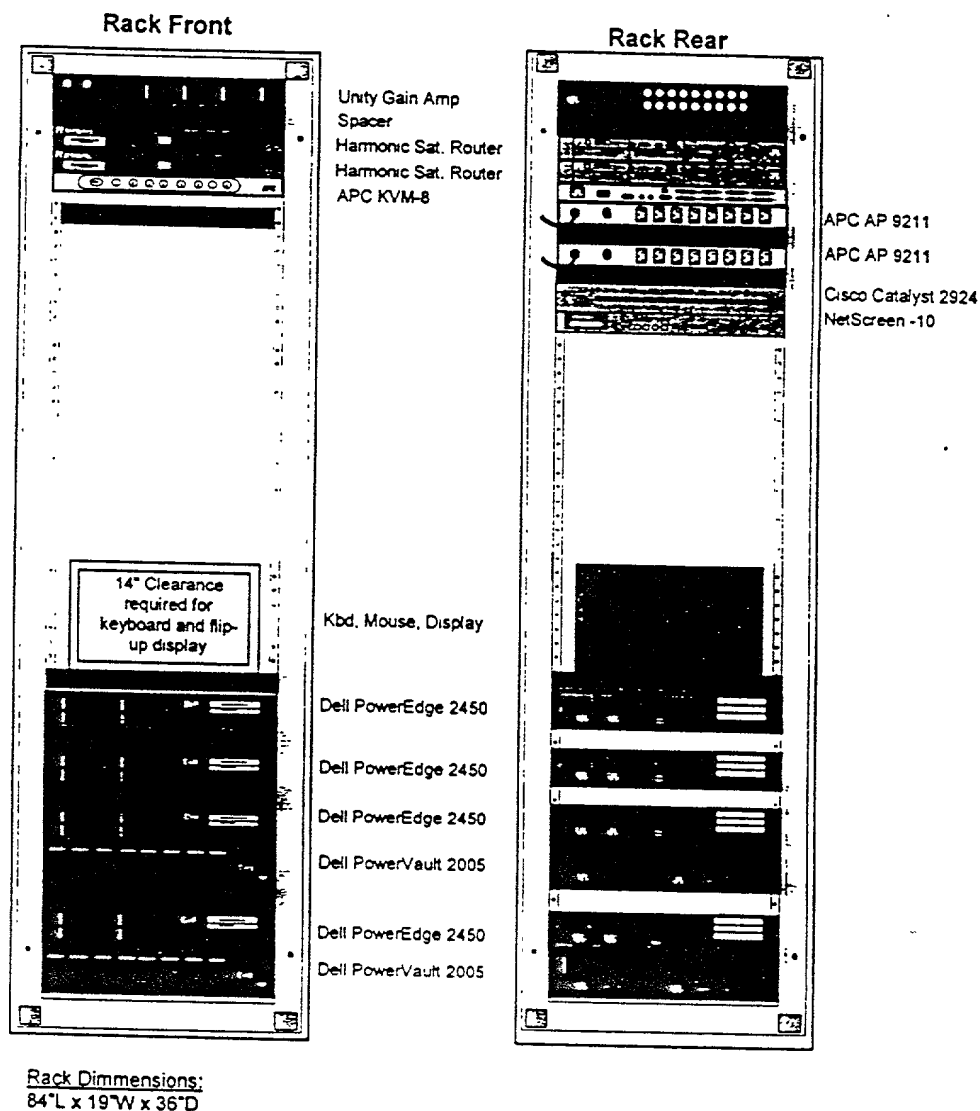 Rack Front
Rack Rear
Unity Gain Amp
Spacer
Harmonic Sat. Router
Harmonic Sat. Router
APC KVM-8
APC AP 9211
APC AP 9211
Cisco Catalyst 2924
NetScreen -10
14" Clearance
required for
keyboard and flip-
up display
Kbd, Mouse, Display
Dell PowerEdge 2450
Dell PowerEdge 2450
Dell PowerEdge 2450
Dell PowerVault 2005
Dell PowerEdge 2450
Dell PowerVault 2005
Rack Dimmensions:
84"L x 19"W x 36"D